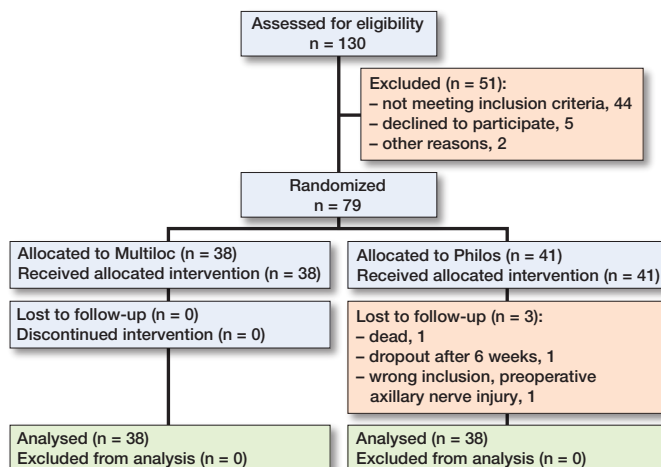 Assessed for eligibility
n = 130
Excluded (n = 51):
– not meeting inclusion criteria, 44
– declined to participate, 5
– other reasons, 2
Randomized
n = 79
Allocated to Multiloc (n = 38)
Received allocated intervention (n = 38)
Allocated to Philos (n = 41)
Received allocated intervention (n = 41)
Lost to follow-up (n = 0)
Discontinued intervention (n = 0)
Lost to follow-up (n = 3):
– dead, 1
– dropout after 6 weeks, 1
– wrong inclusion, preoperative
axillary nerve injury, 1
Analysed (n = 38)
Excluded from analysis (n = 0)
Analysed (n = 38)
Excluded from analysis (n = 0)